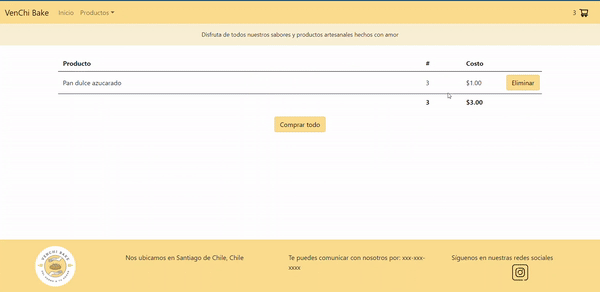 VenChi Bake Inicio Productos 3
Disfruta de todos nuestros sabores y productos artesanales hechos con amor
Producto # Costo
Pan dulce azucarado 3 $1.00 Eliminar
3 $3.00
Comprar todo
VENCHI BAKE
Nos ubicamos en Santiago de Chile, Chile
Te puedes comunicar con nosotros por: xxx-xxx-
xxxx
Síguenos en nuestras redes sociales